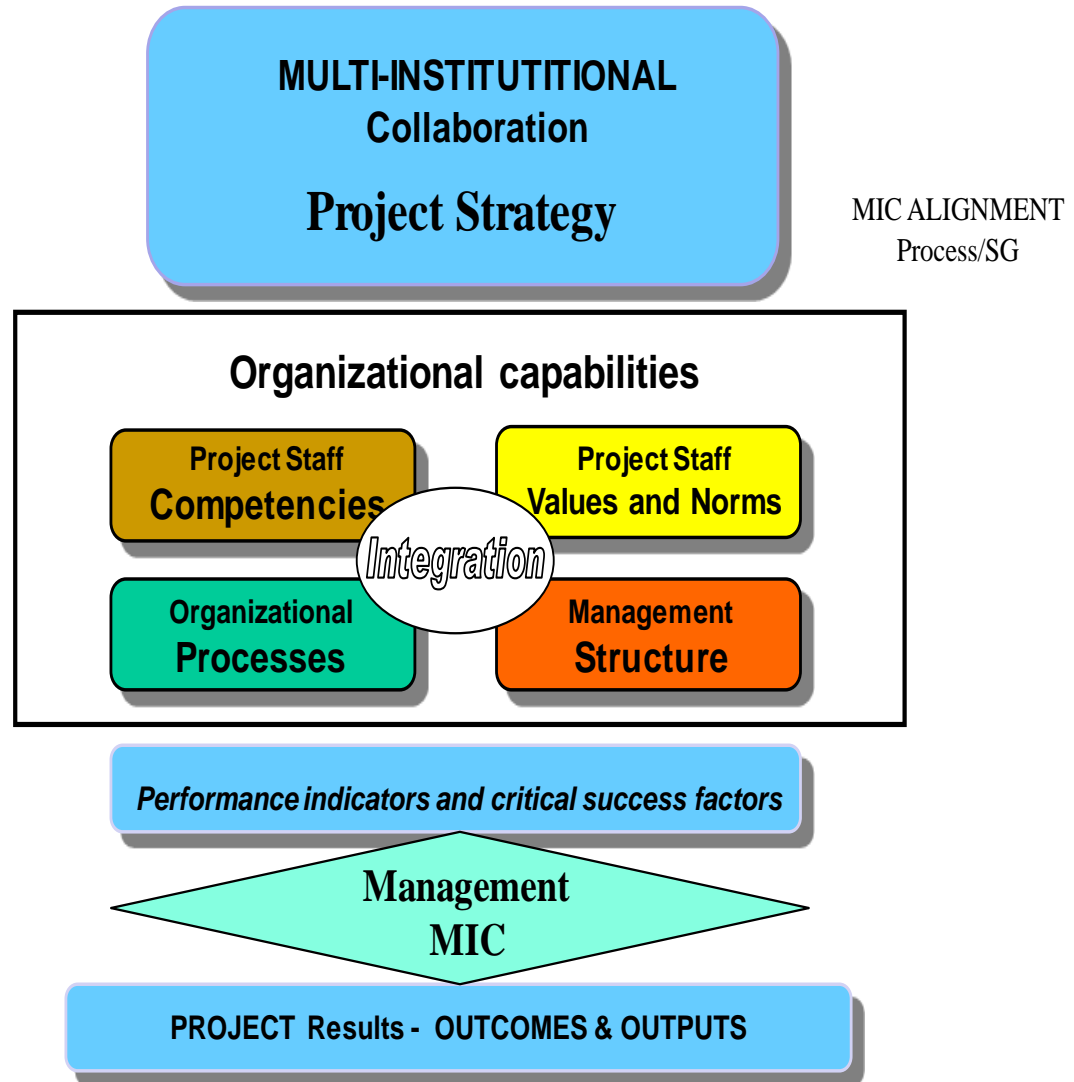 MULTI-INSTITUTITIONAL
Collaboration
Project Strategy
MIC ALIGNMENT
Process/SG
Organizational capabilities
Project Staff
Competencies
Project Staff
Values and Norms
Integration
Organizational
Processes
Management
Structure
Performance indicators and critical success factors
Management
MIC
PROJECT Results - OUTCOMES & OUTPUTS